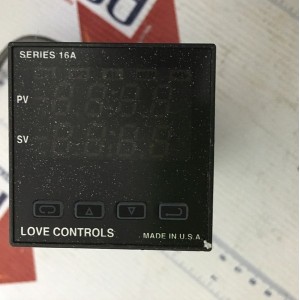 SERIES 16A
PV
SV
LOVE CONTROLS
MADE IN U.S.A